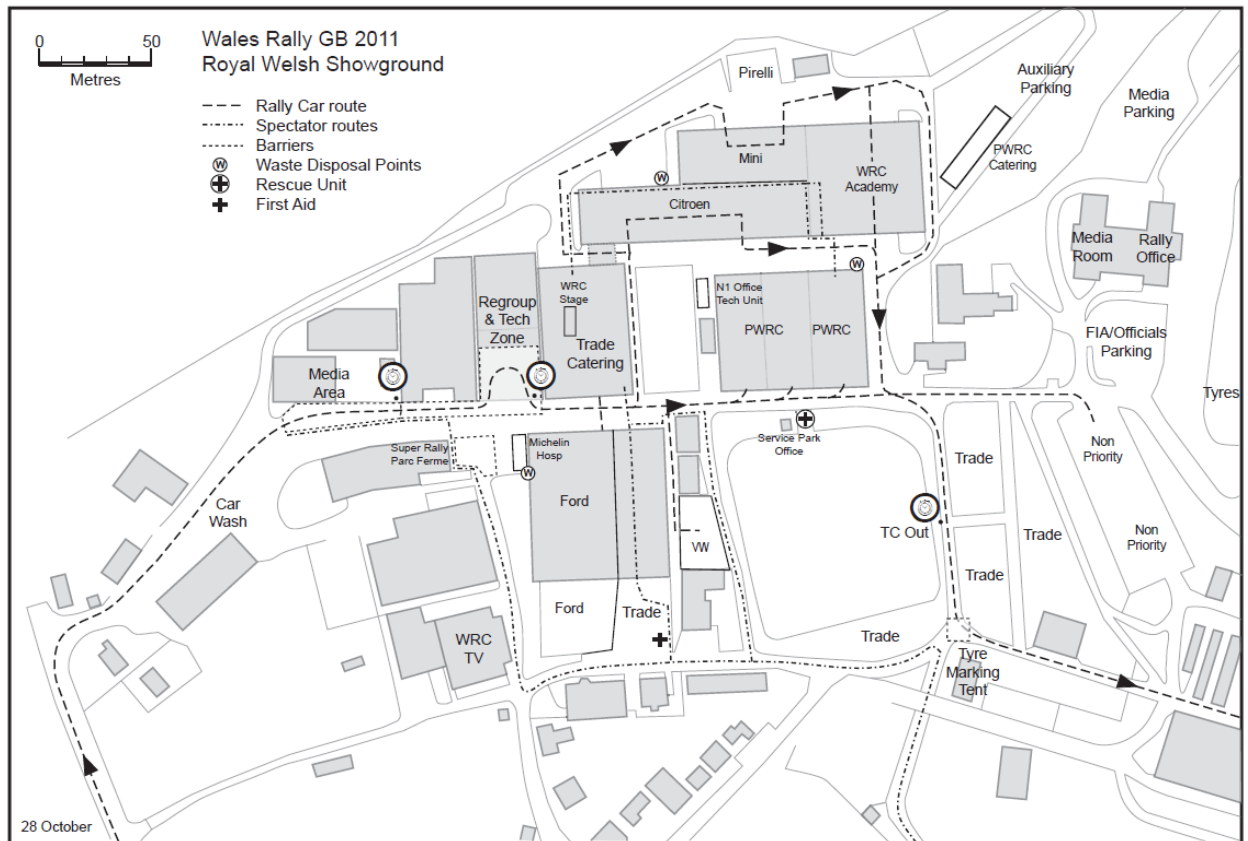 0 50
Metres
Wales Rally GB 2011
Royal Welsh Showground
Rally Car route
Spectator routes
Barriers
W Waste Disposal Points
Rescue Unit
First Aid
Pirelli
Auxiliary
Parking
Media
Parking
PWRC
Catering
Mini
WRC
Academy
W
Citroen
Media
Room
Rally
Office
W
WRC
Stage
N1 Office
Tech Unit
Regroup
& Tech
Zone
PWRC
PWRC
Trade
Catering
FIA/Officials
Parking
Media
Area
Tyres
Super Rally
Parc Ferme
Michelin
Hosp
W
Service Park
Office
Non
Priority
Trade
Car
Wash
Ford
TC Out
Trade
Non
Priority
VW
Trade
Ford
Trade
WRC
TV
Trade
Tyre
Marking
Tent
28 October